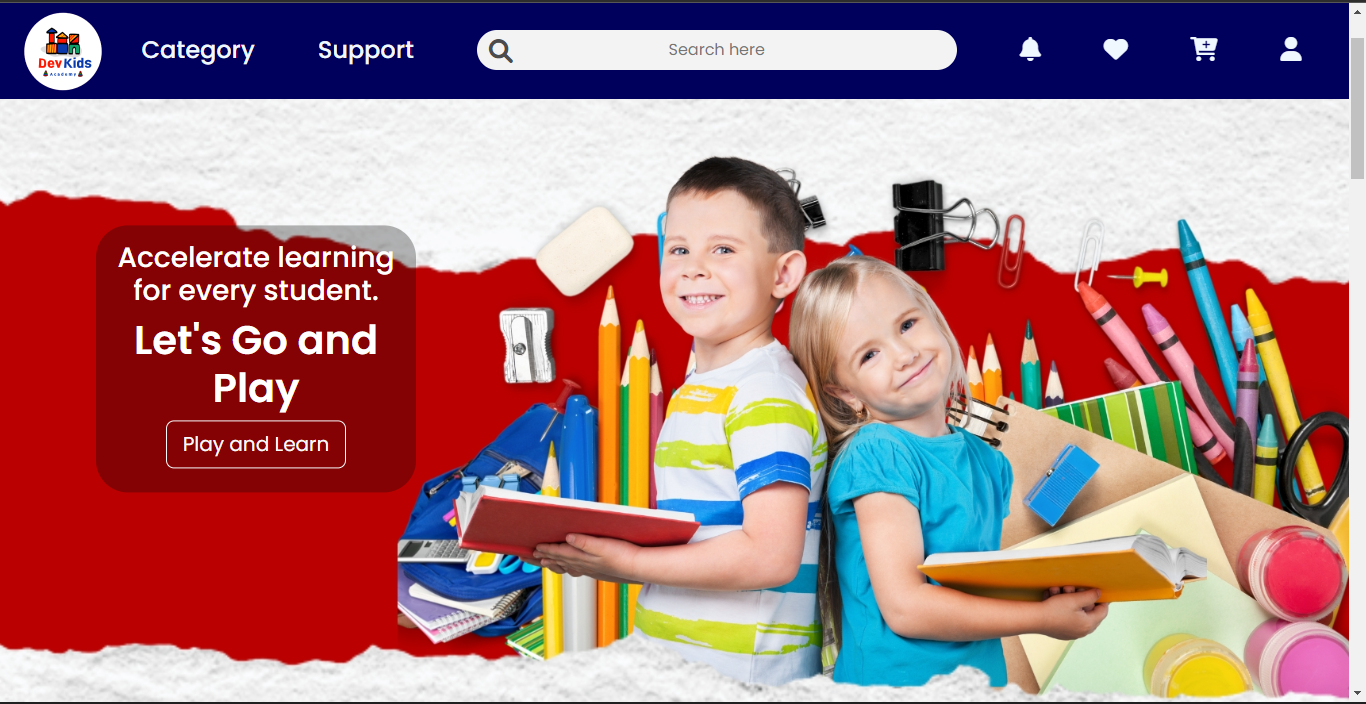 DevKids
Academy
Category
Support
Search here
Accelerate learning
for every student.
Let's Go and
Play
Play and Learn